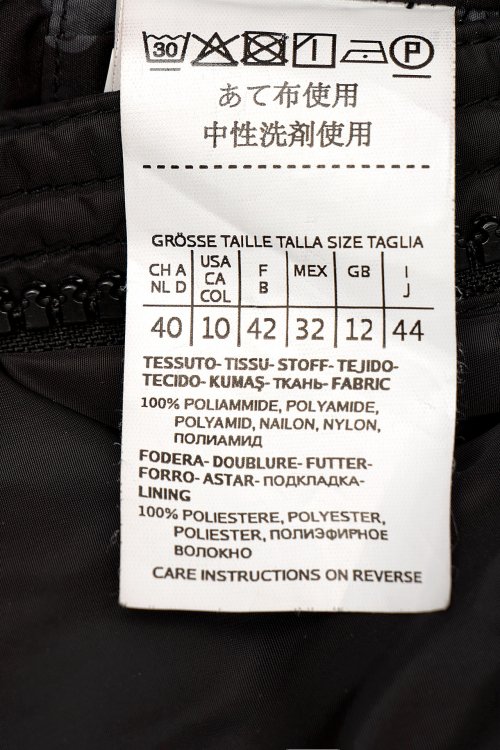 30 P
あて布使用
中性洗剤使用
GRÖSSE TAILLE TALLA SIZE TAGLIA
CH A NL D USA CA COL F B MEX GB I J
40 10 42 32 12 44
TESSUTO- TISSU- STOFF- TEJIDO-
TECIDO- KUMAŞ- ТКАНЬ- FABRIC
100% POLIAMMIDE, POLYAMIDE,
POLYAMID, NAILON, NYLON,
ПОЛИАМИД
FODERA- DOUBLURE- FUTTER-
FORRO- ASTAR- ПОДКЛАДКА-
LINING
100% POLIESTERE, POLYESTER,
POLIESTER, ПОЛИЭФИРНОЕ
ВОЛОКНО
CARE INSTRUCTIONS ON REVERSE